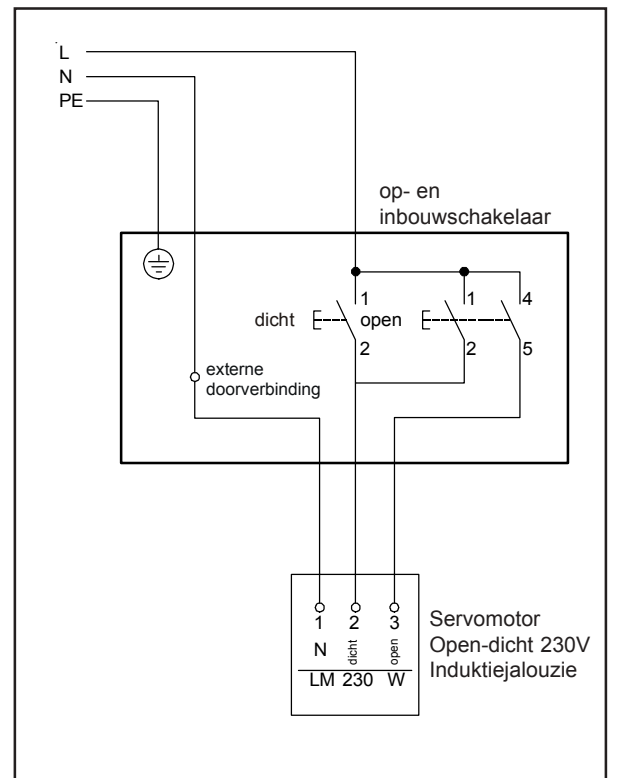 L
N
PE
op- en
inbouwschakelaar
dicht
1
2
open
1
2
4
5
externe
doorverbinding
1 2 3
N dicht open
LM 230 W
Servomotor
Open-dicht 230V
Induktiejalouzie